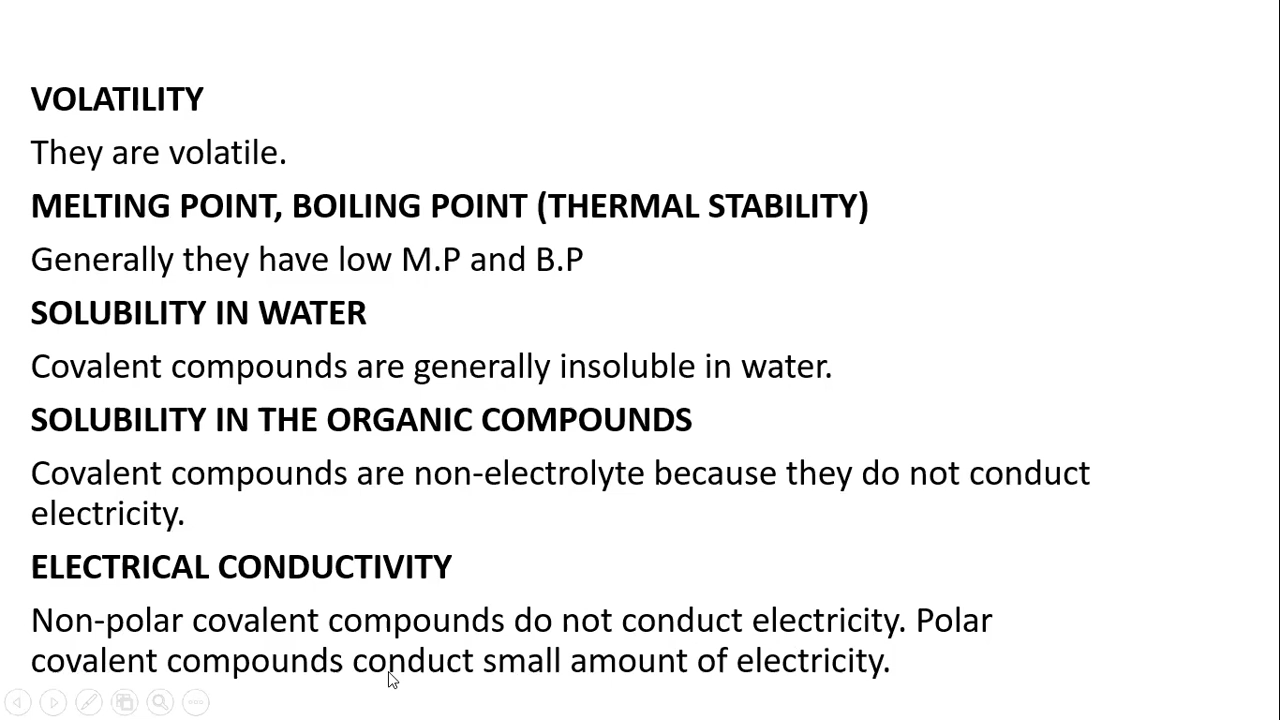 VOLATILITY
They are volatile.
MELTING POINT, BOILING POINT (THERMAL STABILITY)
Generally they have low M.P and B.P
SOLUBILITY IN WATER
Covalent compounds are generally insoluble in water.
SOLUBILITY IN THE ORGANIC COMPOUNDS
Covalent compounds are non-electrolyte because they do not conduct
electricity.
ELECTRICAL CONDUCTIVITY
Non-polar covalent compounds do not conduct electricity. Polar
covalent compounds conduct small amount of electricity.